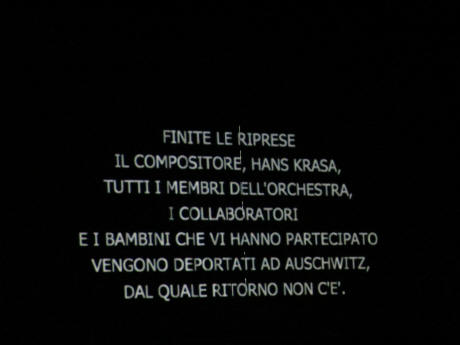 FINITE LE RIPRESE
IL COMPOSITORE, HANS KRASA,
TUTTI I MEMBRI DELL'ORCHESTRA,
I COLLABORATORI
E I BAMBINI CHE VI HANNO PARTECIPATO
VENGONO DEPORTATI AD AUSCHWITZ,
DAL QUALE RITORNO NON C'E'.